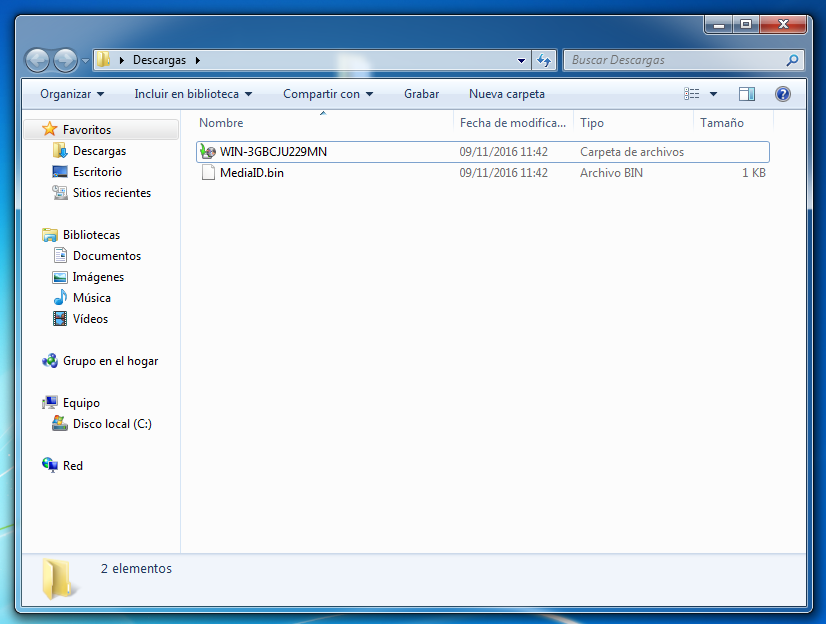 Descargas
Buscar Descargas
Organizar Incluir en biblioteca Compartir con Grabar Nueva carpeta
Favoritos
Descargas
Escritorio
Sitios recientes
Bibliotecas
Documentos
Imágenes
Música
Vídeos
Grupo en el hogar
Equipo
Disco local (C:)
Red
Nombre Fecha de modifica... Tipo Tamaño
WIN-3GBCJU229MN 09/11/2016 11:42 Carpeta de archivos
MediaID.bin 09/11/2016 11:42 Archivo BIN 1 KB
2 elementos